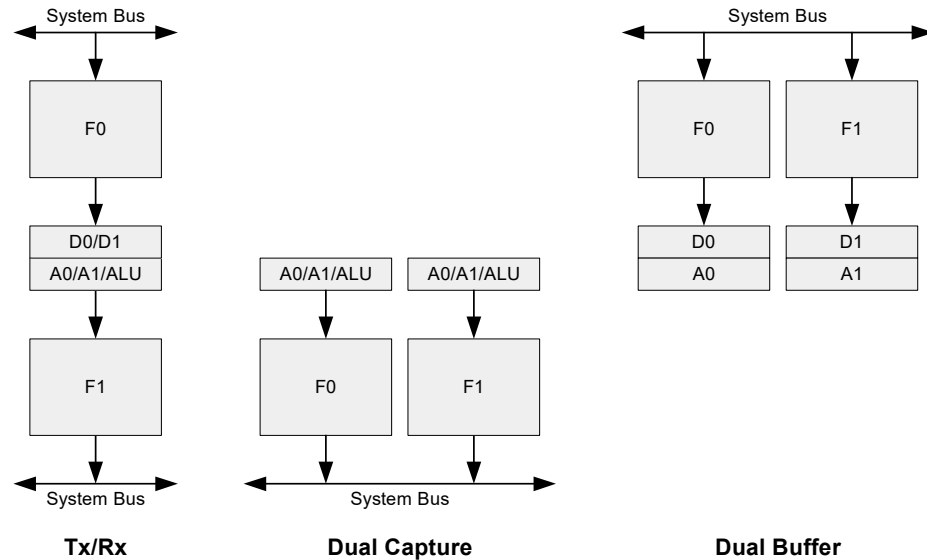 System Bus
F0
D0/D1
A0/A1/ALU
F1
System Bus
Tx/Rx
A0/A1/ALU
A0/A1/ALU
F0
F1
System Bus
Dual Capture
System Bus
F0
F1
D0
D1
A0
A1
Dual Buffer